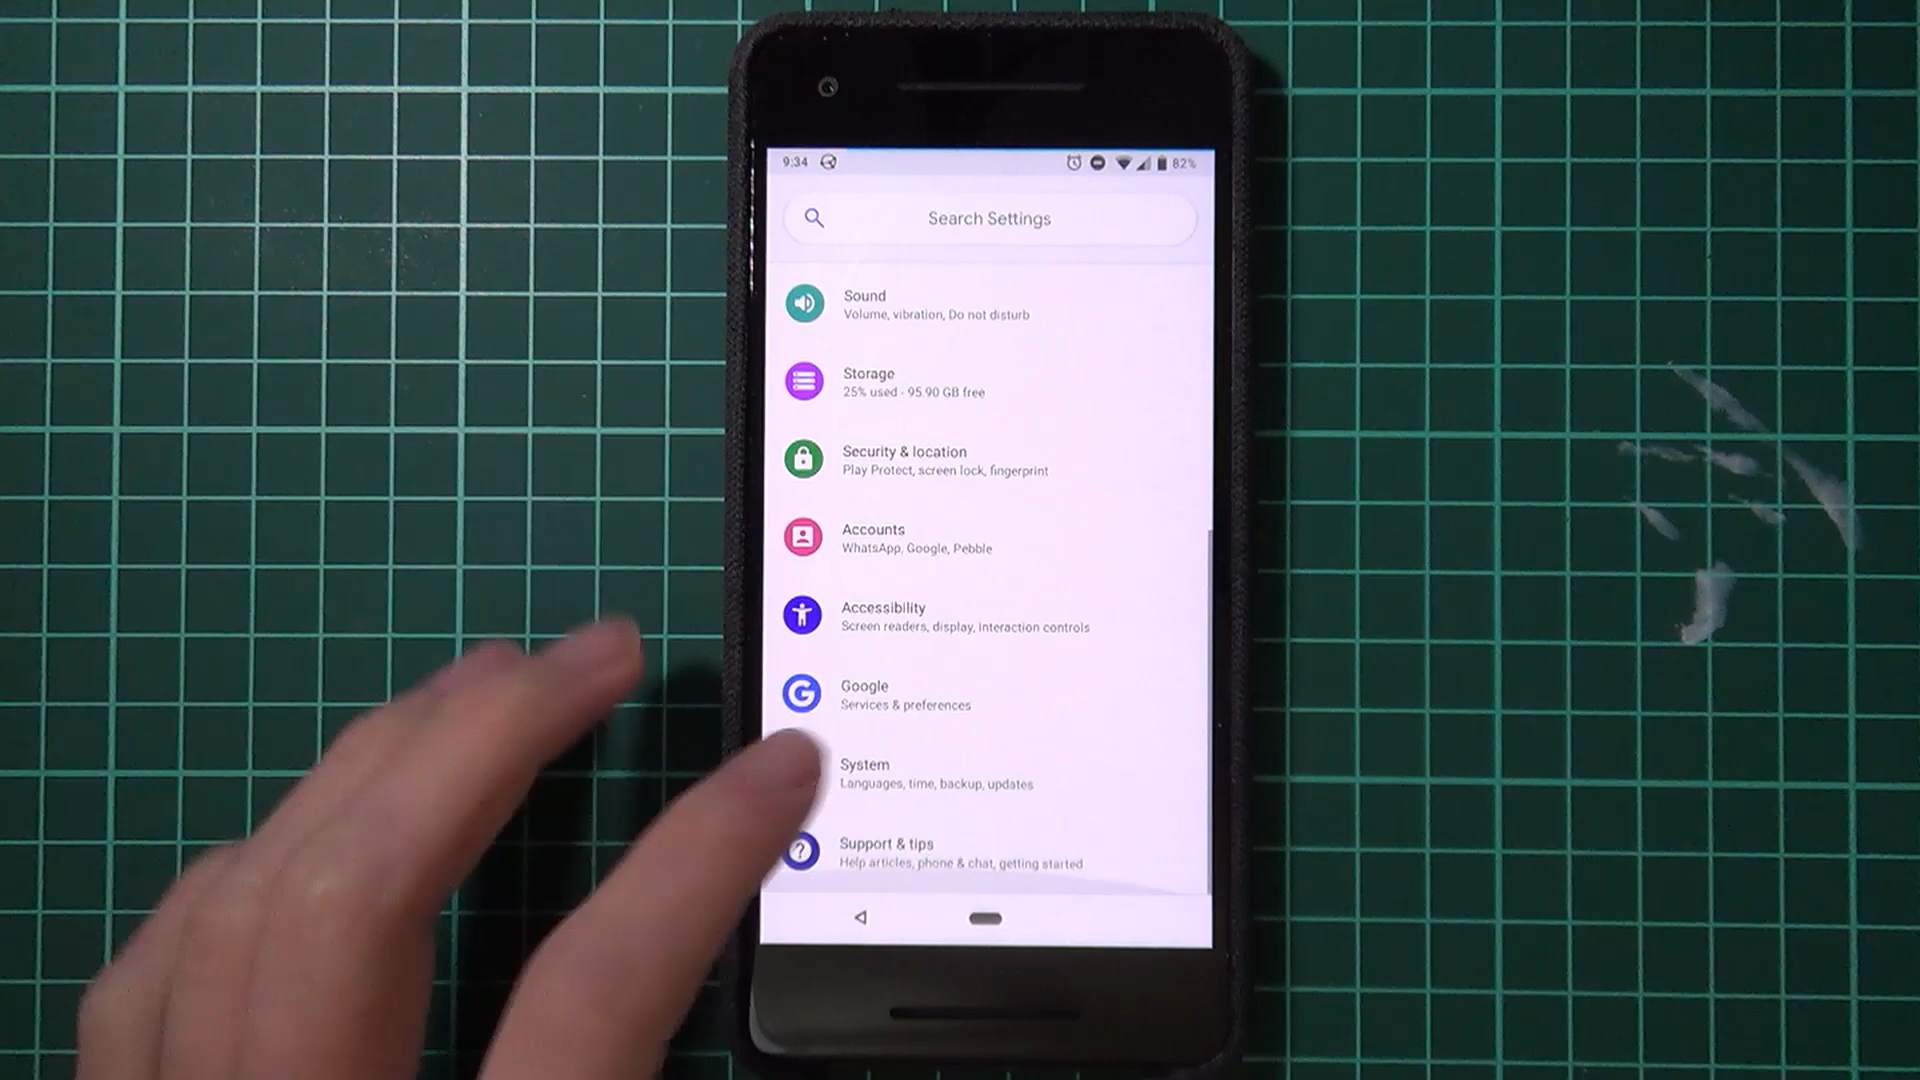 9:34
82%
Search Settings
Sound
Volume, vibration, Do not disturb
Storage
25% used - 95.90 GB free
Security & location
Play Protect, screen lock, fingerprint
Accounts
WhatsApp, Google, Pebble
Accessibility
Screen readers, display, interaction controls
G
Google
Services & preferences
System
Languages, time, backup, updates
?
Support & tips
Help articles, phone & chat, getting started